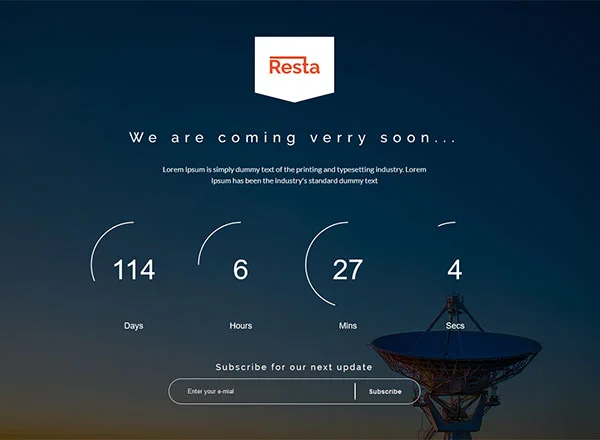 Resta
We are coming verry soon...
Lorem Ipsum is simply dummy text of the printing and typesetting industry. Lorem
Ipsum has been the Industry's standard dummy text
114 6 27 4
Days Hours Mins Secs
Subscribe for our next update
Enter your e-mial Subscribe